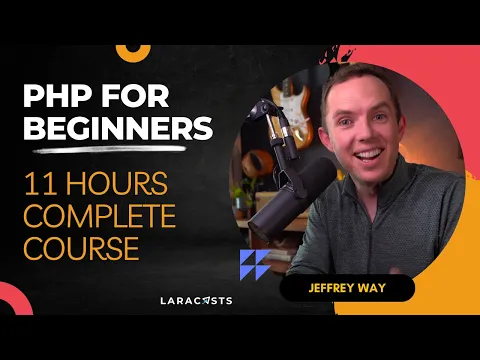 PHP FOR
BEGINNERS
11 HOURS
COMPLETE
COURSE
JEFFREY WAY
LARACASTS